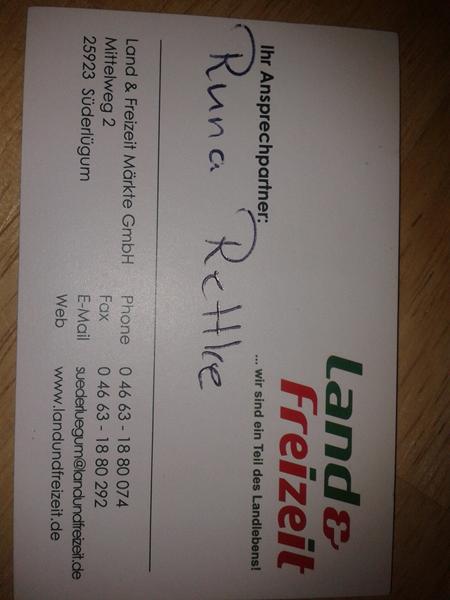 Land &
Freizeit
... wir sind ein Teil des Landlebens!
Ihr Ansprechpartner:
Runa Rettke
Land & Freizeit Märkte GmbH
Mittelweg 2
25923 Süderlügum
Phone 0 46 63 - 18 80 074
Fax 0 46 63 - 18 80 292
E-Mail suederluegum@landundfreizeit.de
Web www.landundfreizeit.de